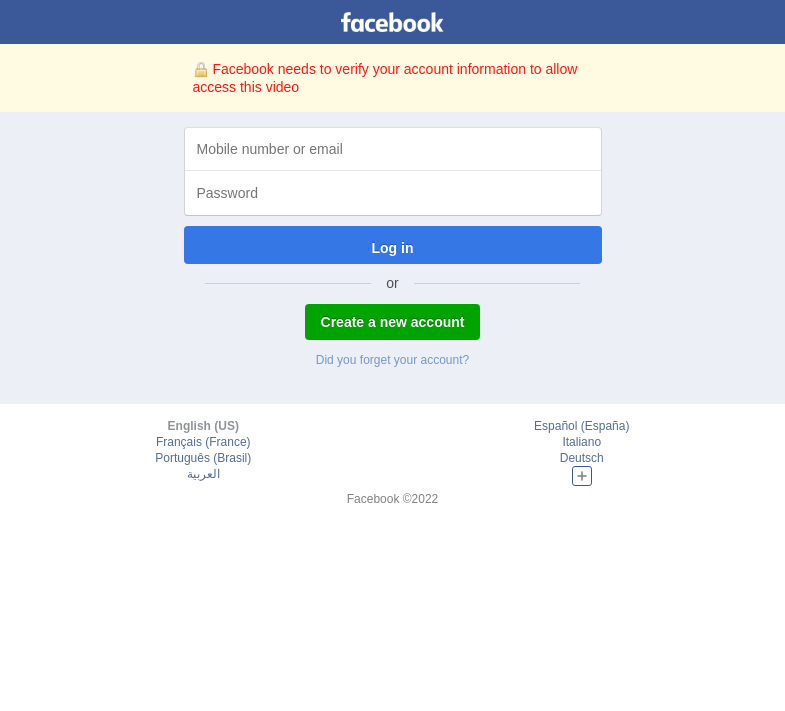 facebook
Facebook needs to verify your account information to allow
access this video
Mobile number or email
Password
Log in
or
Create a new account
Did you forget your account?
English (US)
Français (France)
Português (Brasil)
العربية
Español (España)
Italiano
Deutsch
Facebook ©2022